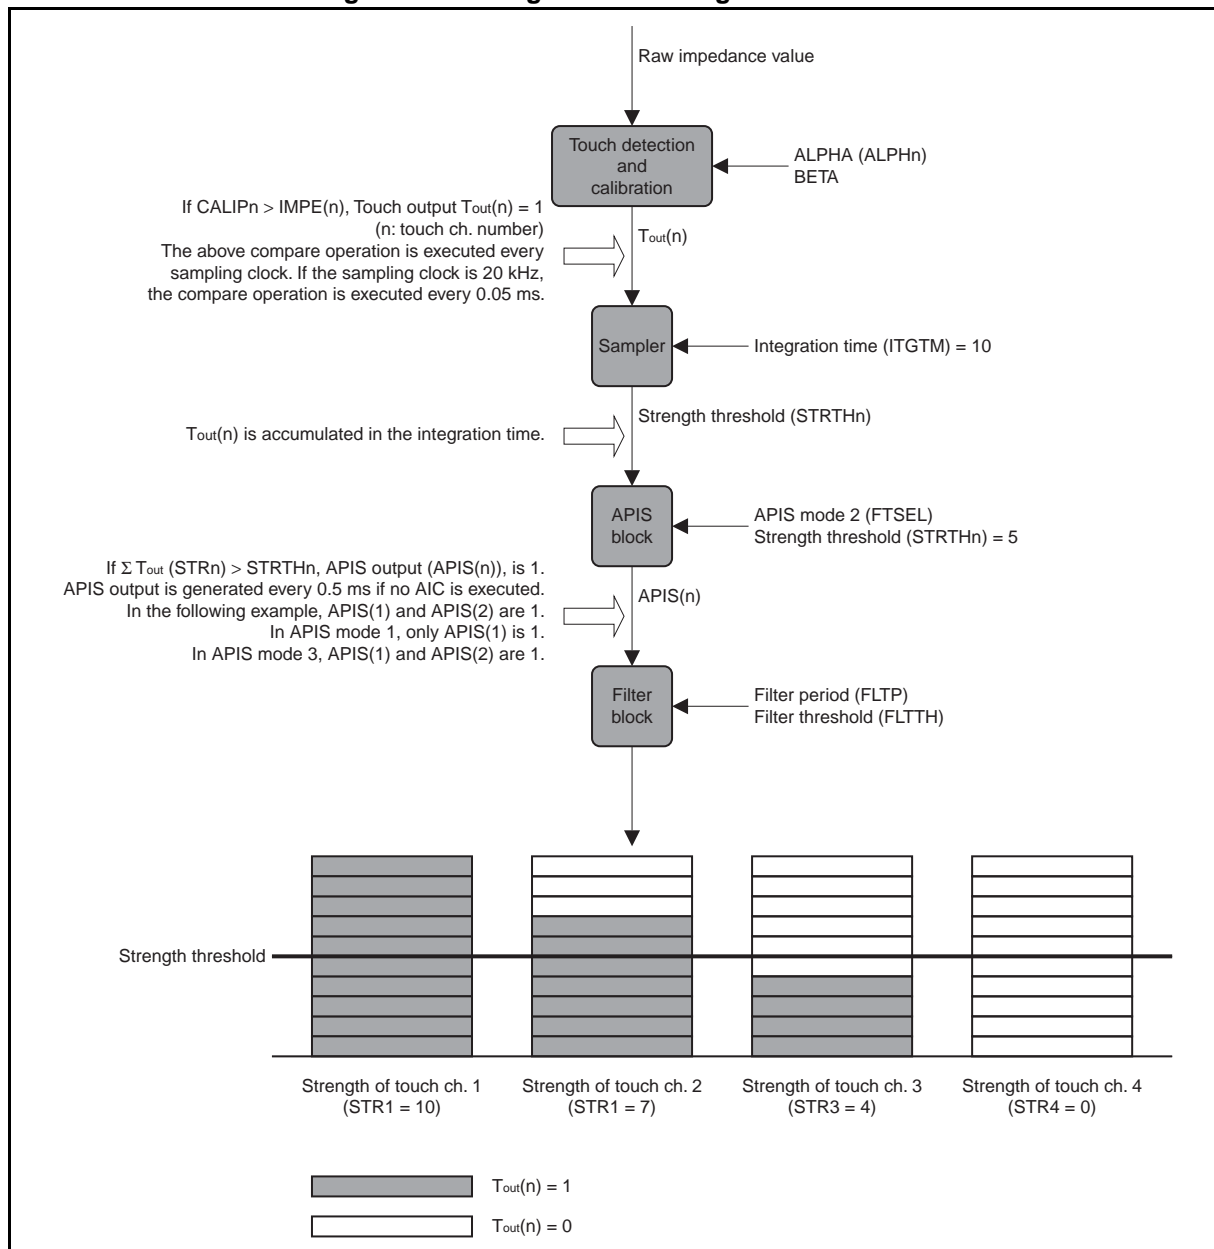 Raw impedance value
Touch detection
and
calibration
ALPHA (ALPHn)
BETA
If CALIPn > IMPE(n), Touch output Tout(n) = 1
(n: touch ch. number)
The above compare operation is executed every
sampling clock. If the sampling clock is 20 kHz,
the compare operation is executed every 0.05 ms.
Tout(n)
Sampler
Integration time (ITGTM) = 10
Strength threshold (STRTHn)
Tout(n) is accumulated in the integration time.
APIS
block
APIS mode 2 (FTSEL)
Strength threshold (STRTHn) = 5
If Σ Tout (STRn) > STRTHn, APIS output (APIS(n)), is 1.
APIS output is generated every 0.5 ms if no AIC is executed.
In the following example, APIS(1) and APIS(2) are 1.
In APIS mode 1, only APIS(1) is 1.
In APIS mode 3, APIS(1) and APIS(2) are 1.
APIS(n)
Filter
block
Filter period (FLTP)
Filter threshold (FLTTH)
Strength threshold
Strength of touch ch. 1
(STR1 = 10)
Strength of touch ch. 2
(STR1 = 7)
Strength of touch ch. 3
(STR3 = 4)
Strength of touch ch. 4
(STR4 = 0)
Tout(n) = 1
Tout(n) = 0